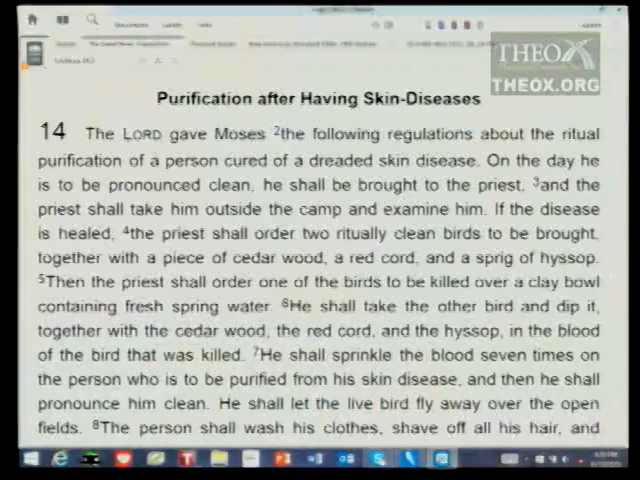 THEOX
THEOX.ORG
Purification after Having Skin-Diseases
14 The LORD gave Moses 2the following regulations about the ritual
purification of a person cured of a dreaded skin disease. On the day he
is to be pronounced clean, he shall be brought to the priest, 3and the
priest shall take him outside the camp and examine him. If the disease
is healed, 4the priest shall order two ritually clean birds to be brought,
together with a piece of cedar wood, a red cord, and a sprig of hyssop.
5Then the priest shall order one of the birds to be killed over a clay bowl
containing fresh spring water. 6He shall take the other bird and dip it,
together with the cedar wood, the red cord, and the hyssop, in the blood
of the bird that was killed. 7He shall sprinkle the blood seven times on
the person who is to be purified from his skin disease, and then he shall
pronounce him clean. He shall let the live bird fly away over the open
fields. 8The person shall wash his clothes, shave off all his hair, and